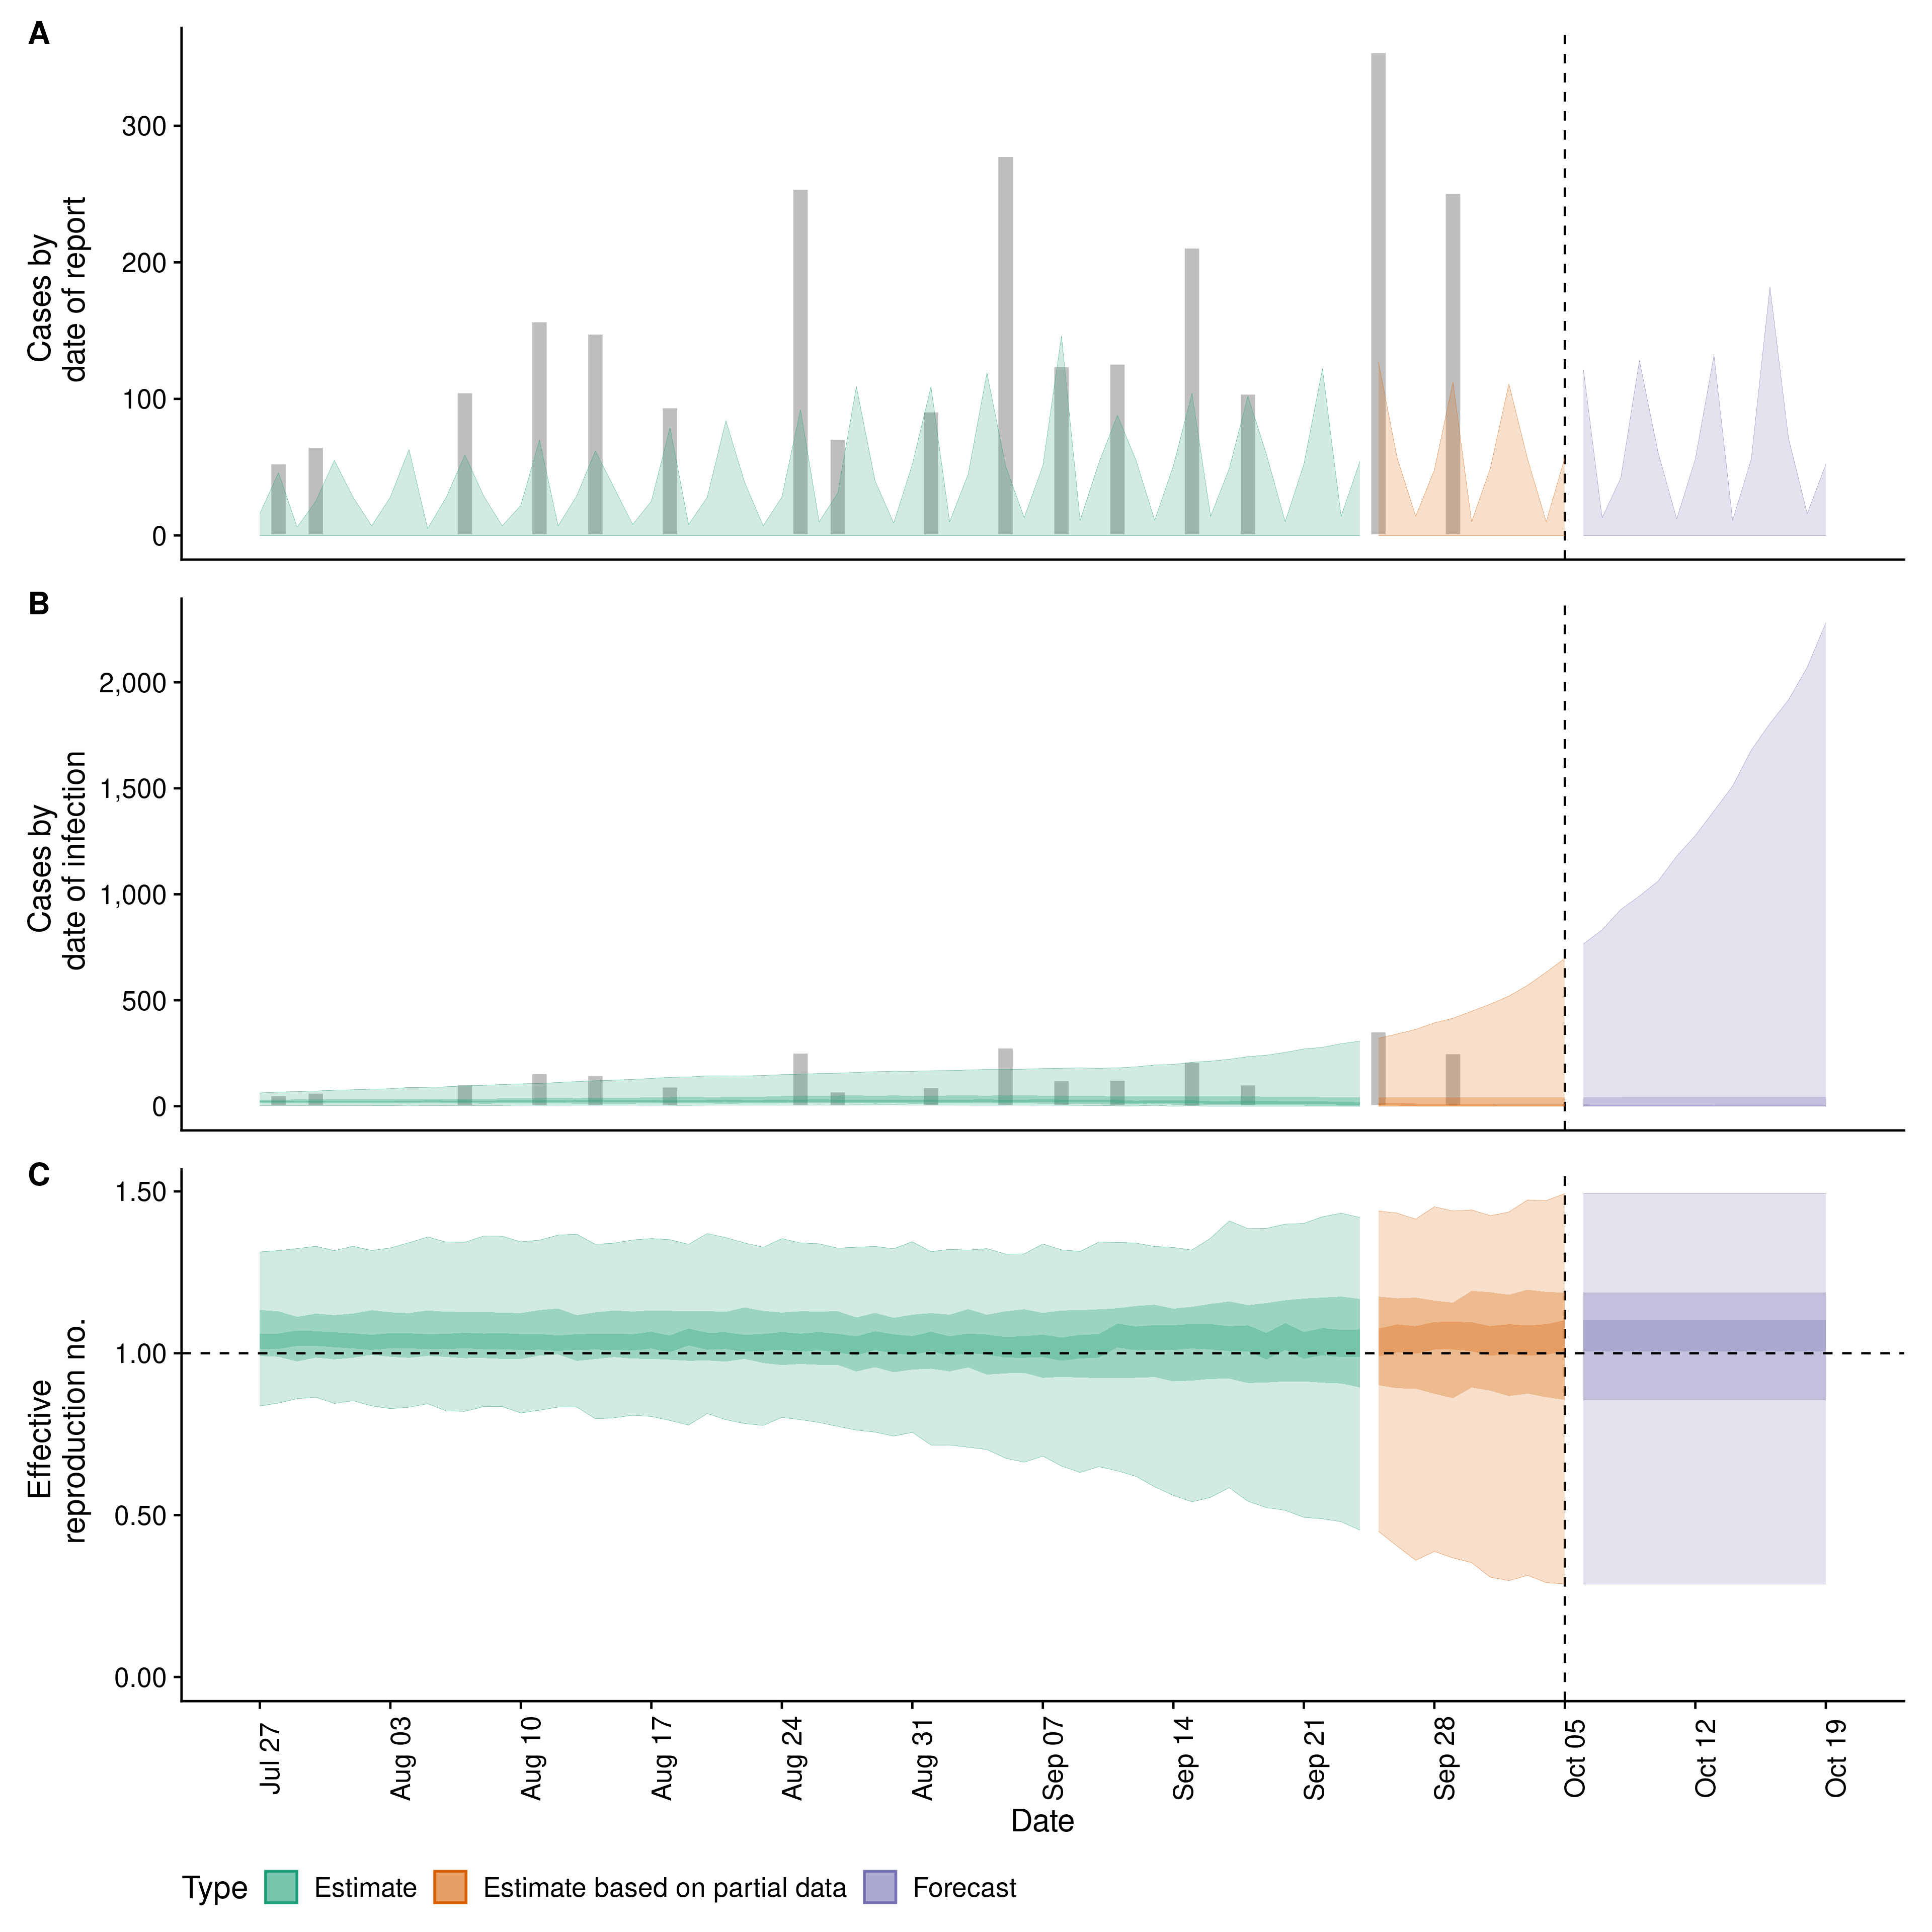 A
Cases by
date of report
300
200
100
0
B
Cases by
date of infection
2,000
1,500
1,000
500
0
C
Effective
reproduction no.
1.50
1.00
0.50
0.00
Jul 27
Aug 03
Aug 10
Aug 17
Aug 24
Aug 31
Sep 07
Sep 14
Sep 21
Sep 28
Oct 05
Oct 12
Oct 19
Date
Type Estimate Estimate based on partial data Forecast